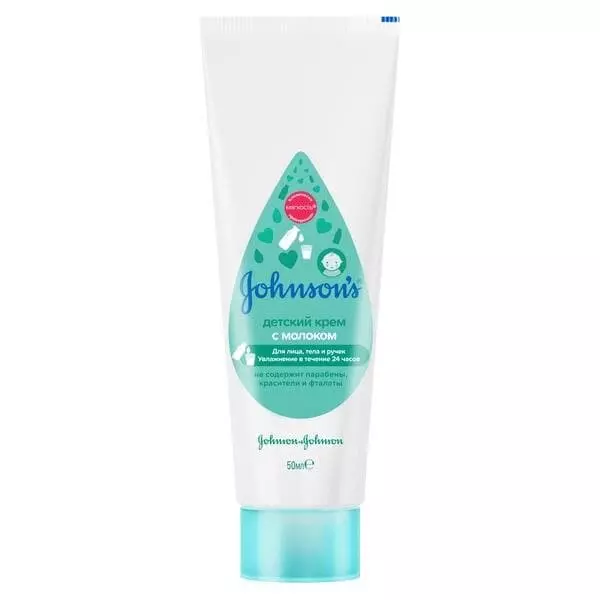 Johnson's®
детский крем
с молоком
Для лица, тела и ручек
Увлажнение в течение 24 часов
не содержит парабены,
красители и фталаты
Johnson+Johnson
50мл℮